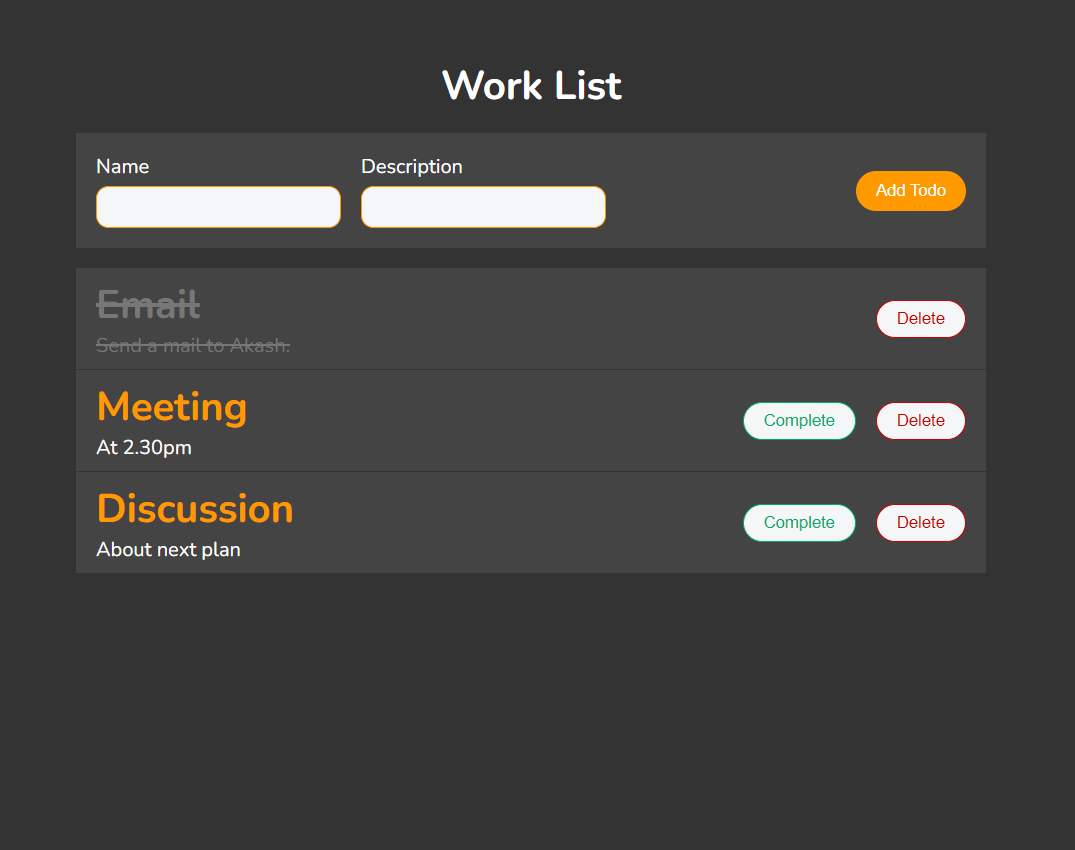 Work List
Name Description
Add Todo
Email
Send a mail to Akash.
Delete
Meeting
At 2.30pm
Complete Delete
Discussion
About next plan
Complete Delete